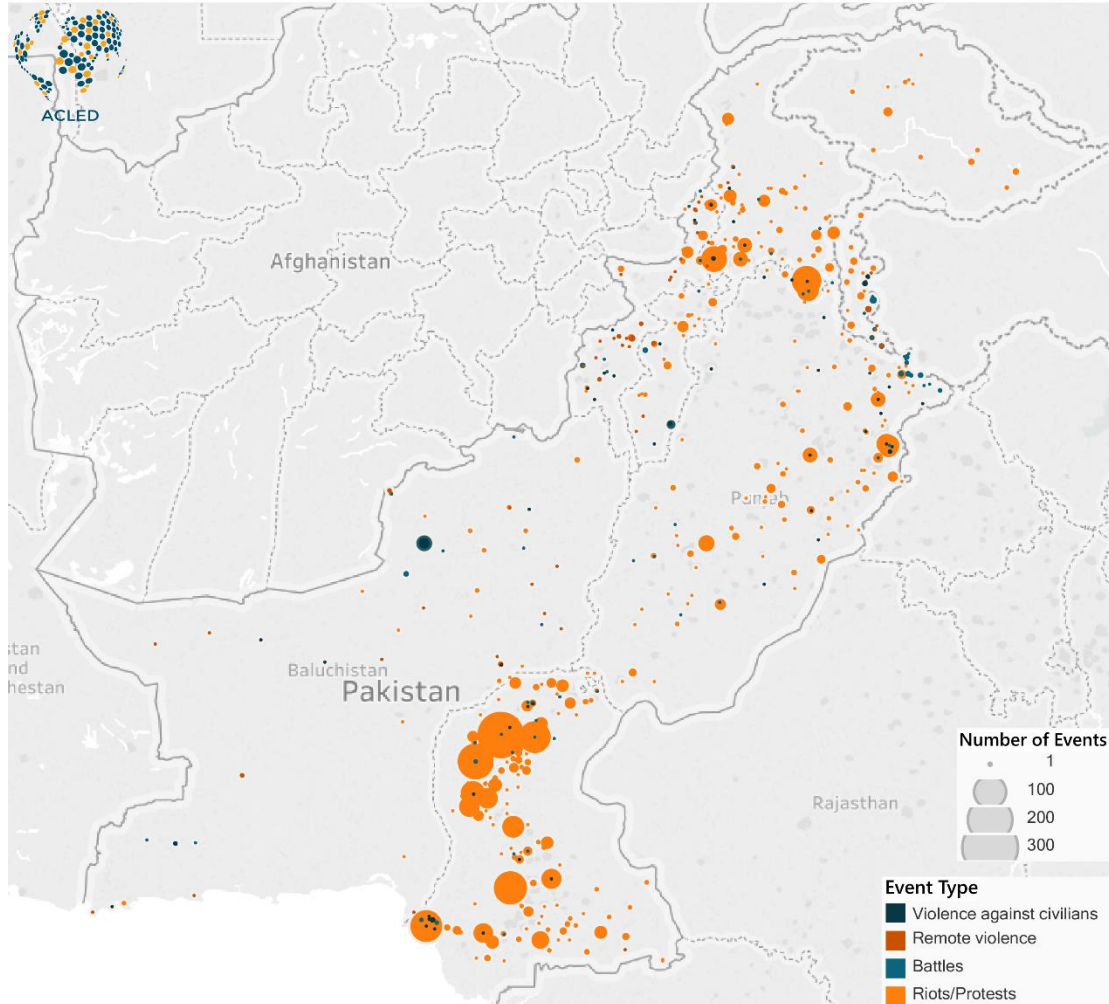 ACLED
Afghanistan
Punjab
stan
nd
chestan
Baluchistan
Pakistan
Rajasthan
Number of Events
1
100
200
300
Event Type
Violence against civilians
Remote violence
Battles
Riots/Protests